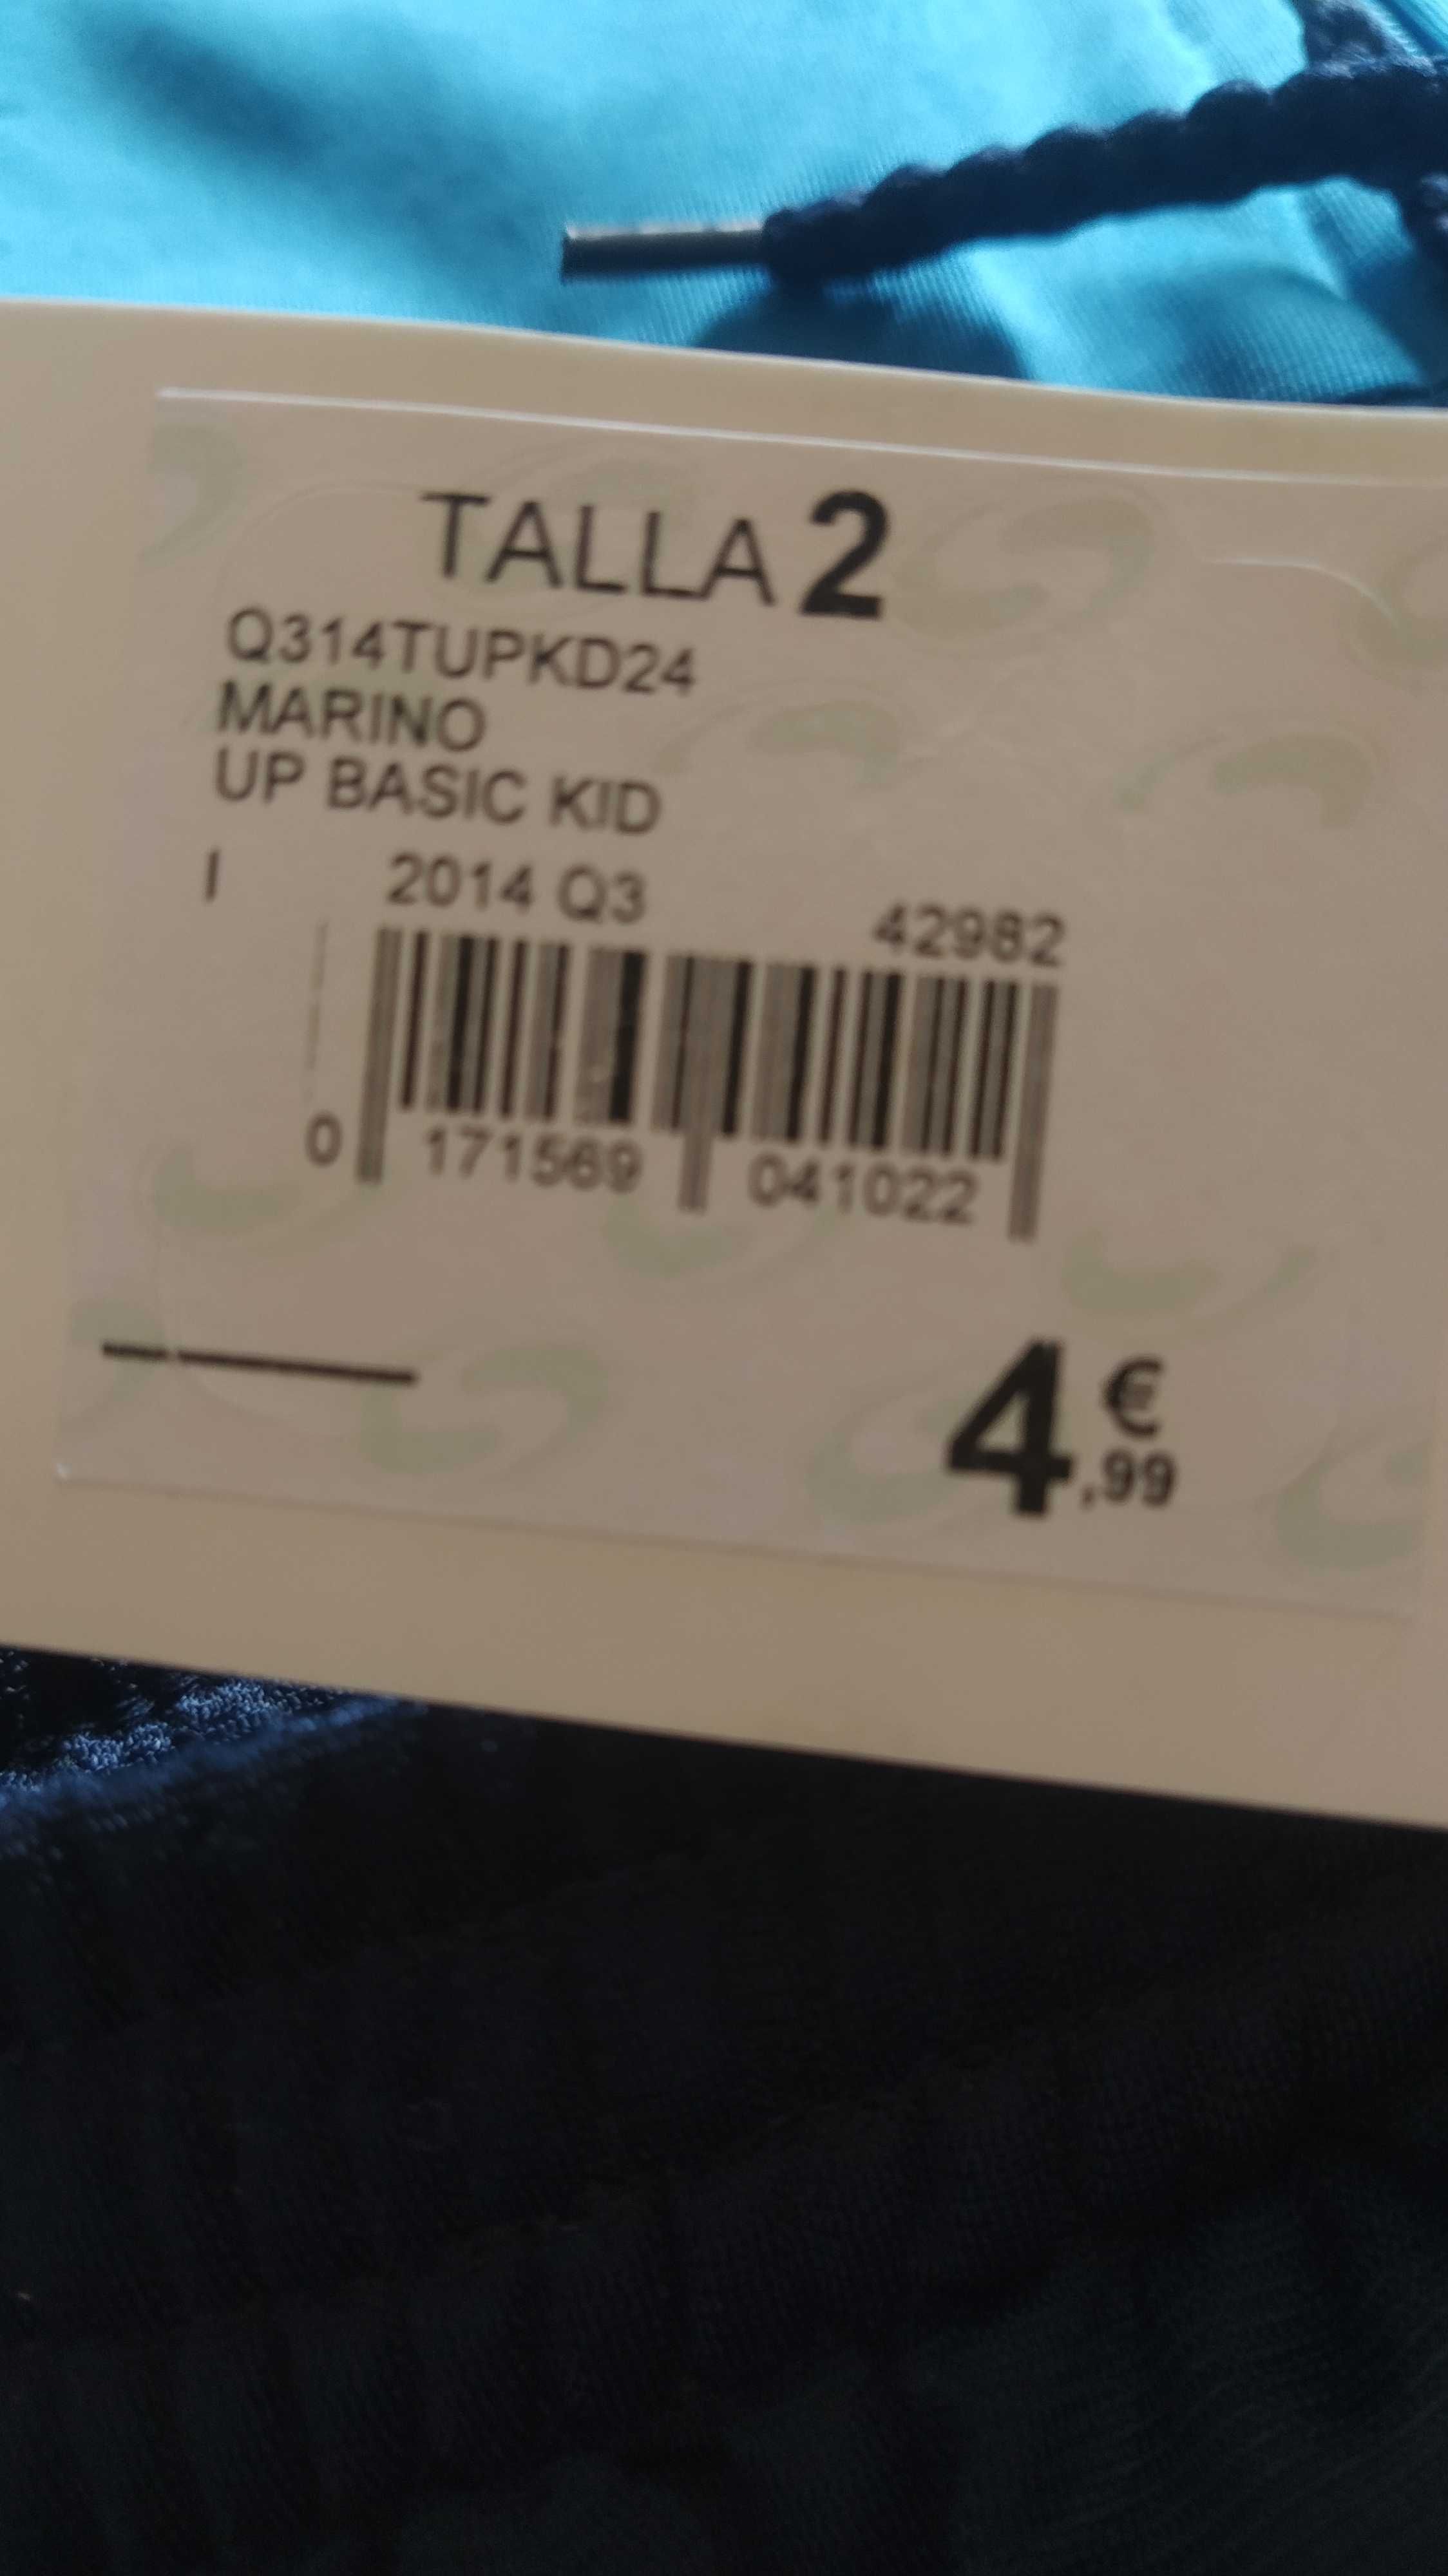 TALLA 2
Q314TUPKD24
MARINO
UP BASIC KID
I 2014 Q3 42982
0 171569 041022
4,99 €